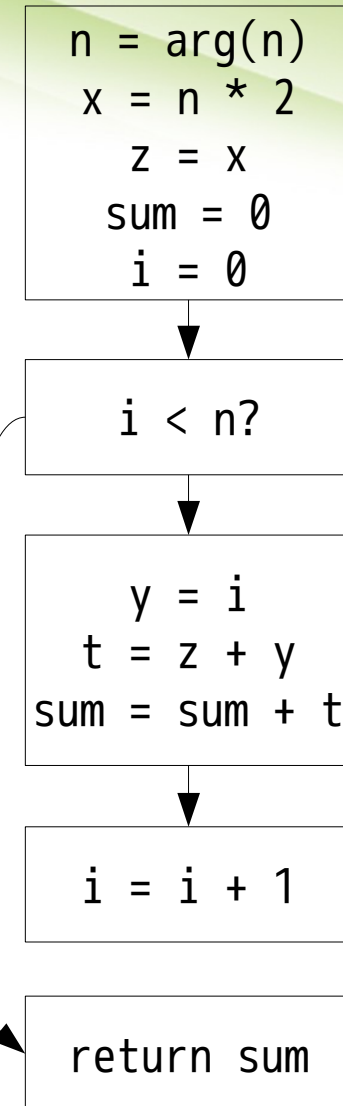 n = arg(n)
x = n * 2
z = x
sum = 0
i = 0
i < n?
y = i
t = z + y
sum = sum + t
i = i + 1
return sum